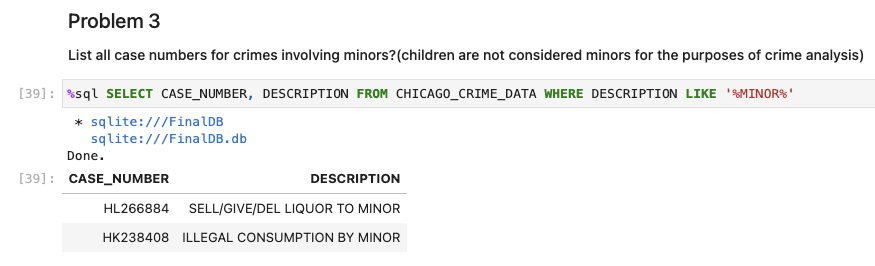 Problem 3
List all case numbers for crimes involving minors?(children are not considered minors for the purposes of crime analysis)
[39]: %sql SELECT CASE_NUMBER, DESCRIPTION FROM CHICAGO_CRIME_DATA WHERE DESCRIPTION LIKE '%MINOR%'
* sqlite:///FinalDB
sqlite:///FinalDB.db
Done.
[39]: CASE_NUMBER DESCRIPTION
HL266884 SELL/GIVE/DEL LIQUOR TO MINOR
HK238408 ILLEGAL CONSUMPTION BY MINOR